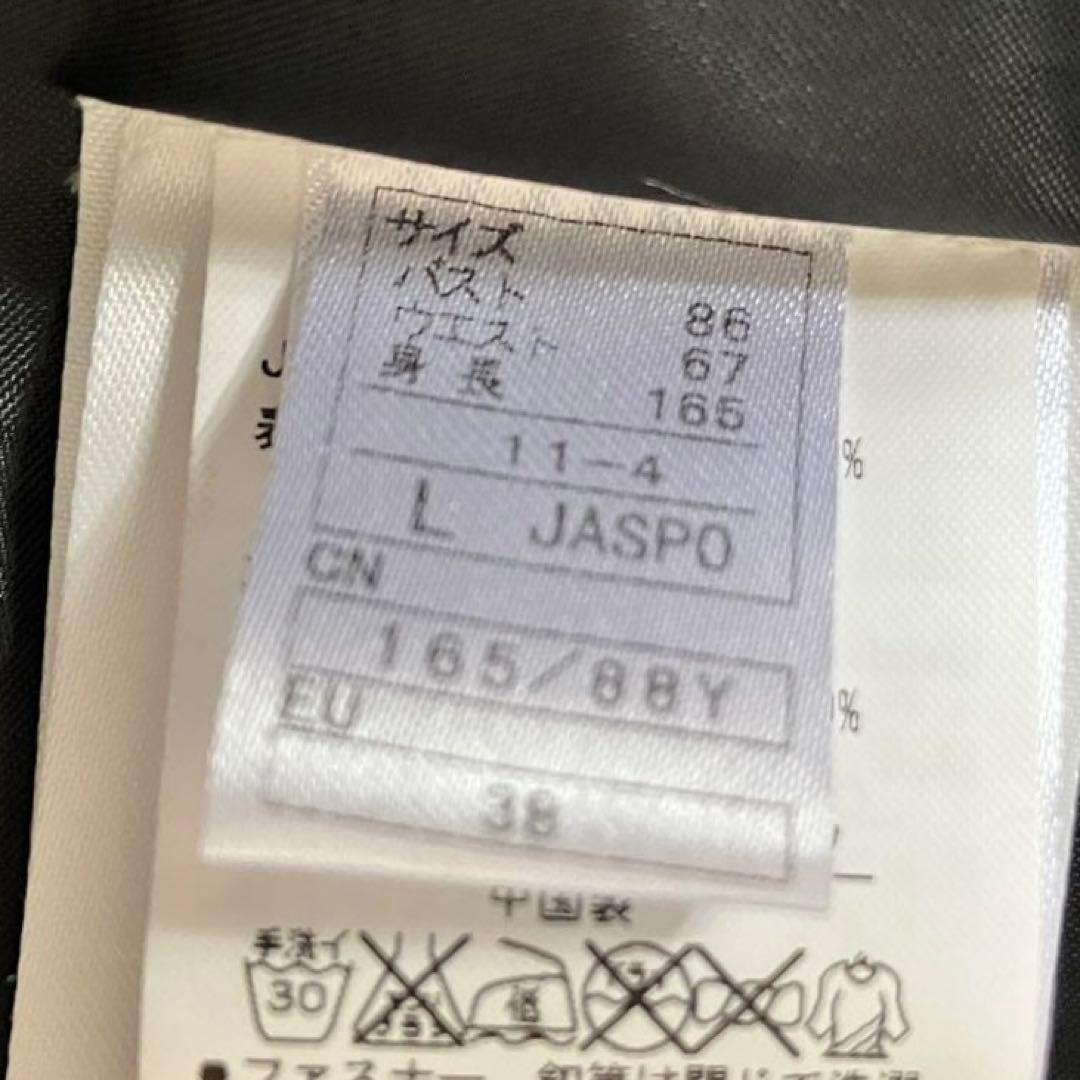 サイズ
バスト 86
ウエスト 67
身長 165
11-4
L JASPO
CN
165/88Y
EU
38
%
%
中国製
手洗イ
30
低